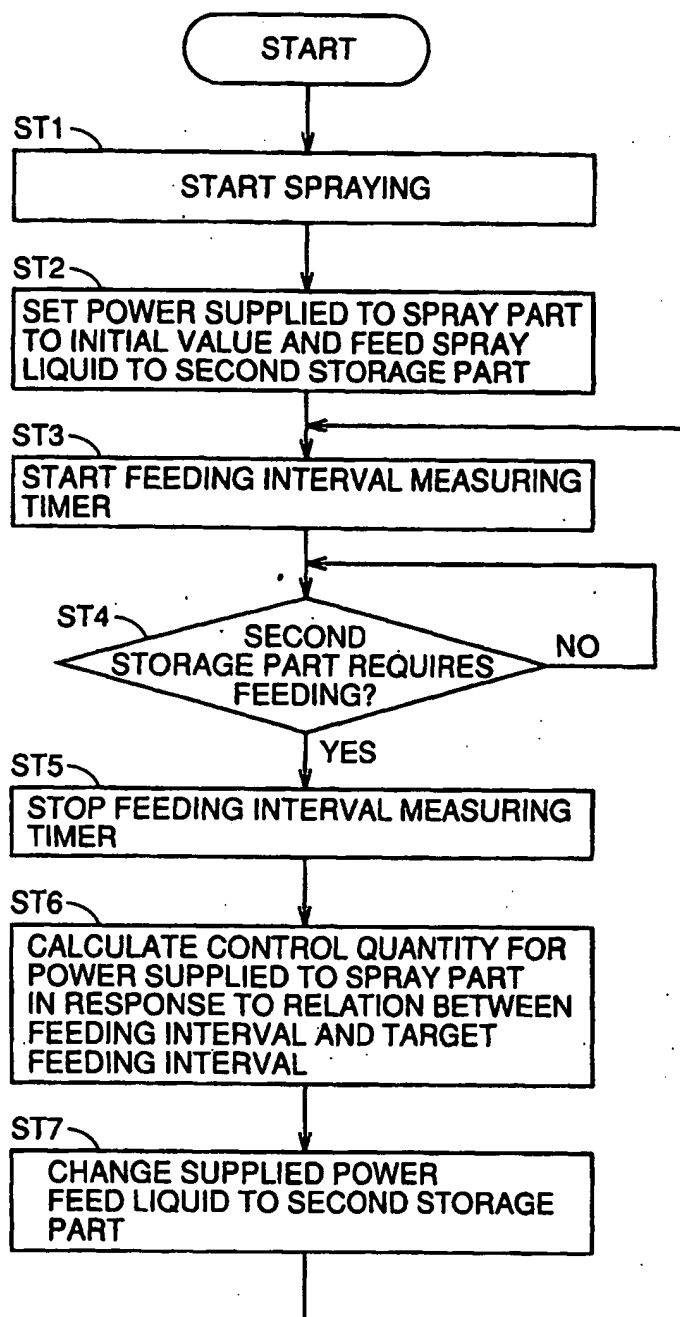 START
ST1
START SPRAYING
ST2
SET POWER SUPPLIED TO SPRAY PART
TO INITIAL VALUE AND FEED SPRAY
LIQUID TO SECOND STORAGE PART
ST3
START FEEDING INTERVAL MEASURING
TIMER
ST4
SECOND
STORAGE PART REQUIRES
FEEDING?
NO
YES
ST5
STOP FEEDING INTERVAL MEASURING
TIMER
ST6
CALCULATE CONTROL QUANTITY FOR
POWER SUPPLIED TO SPRAY PART
IN RESPONSE TO RELATION BETWEEN
FEEDING INTERVAL AND TARGET
FEEDING INTERVAL
ST7
CHANGE SUPPLIED POWER
FEED LIQUID TO SECOND STORAGE
PART